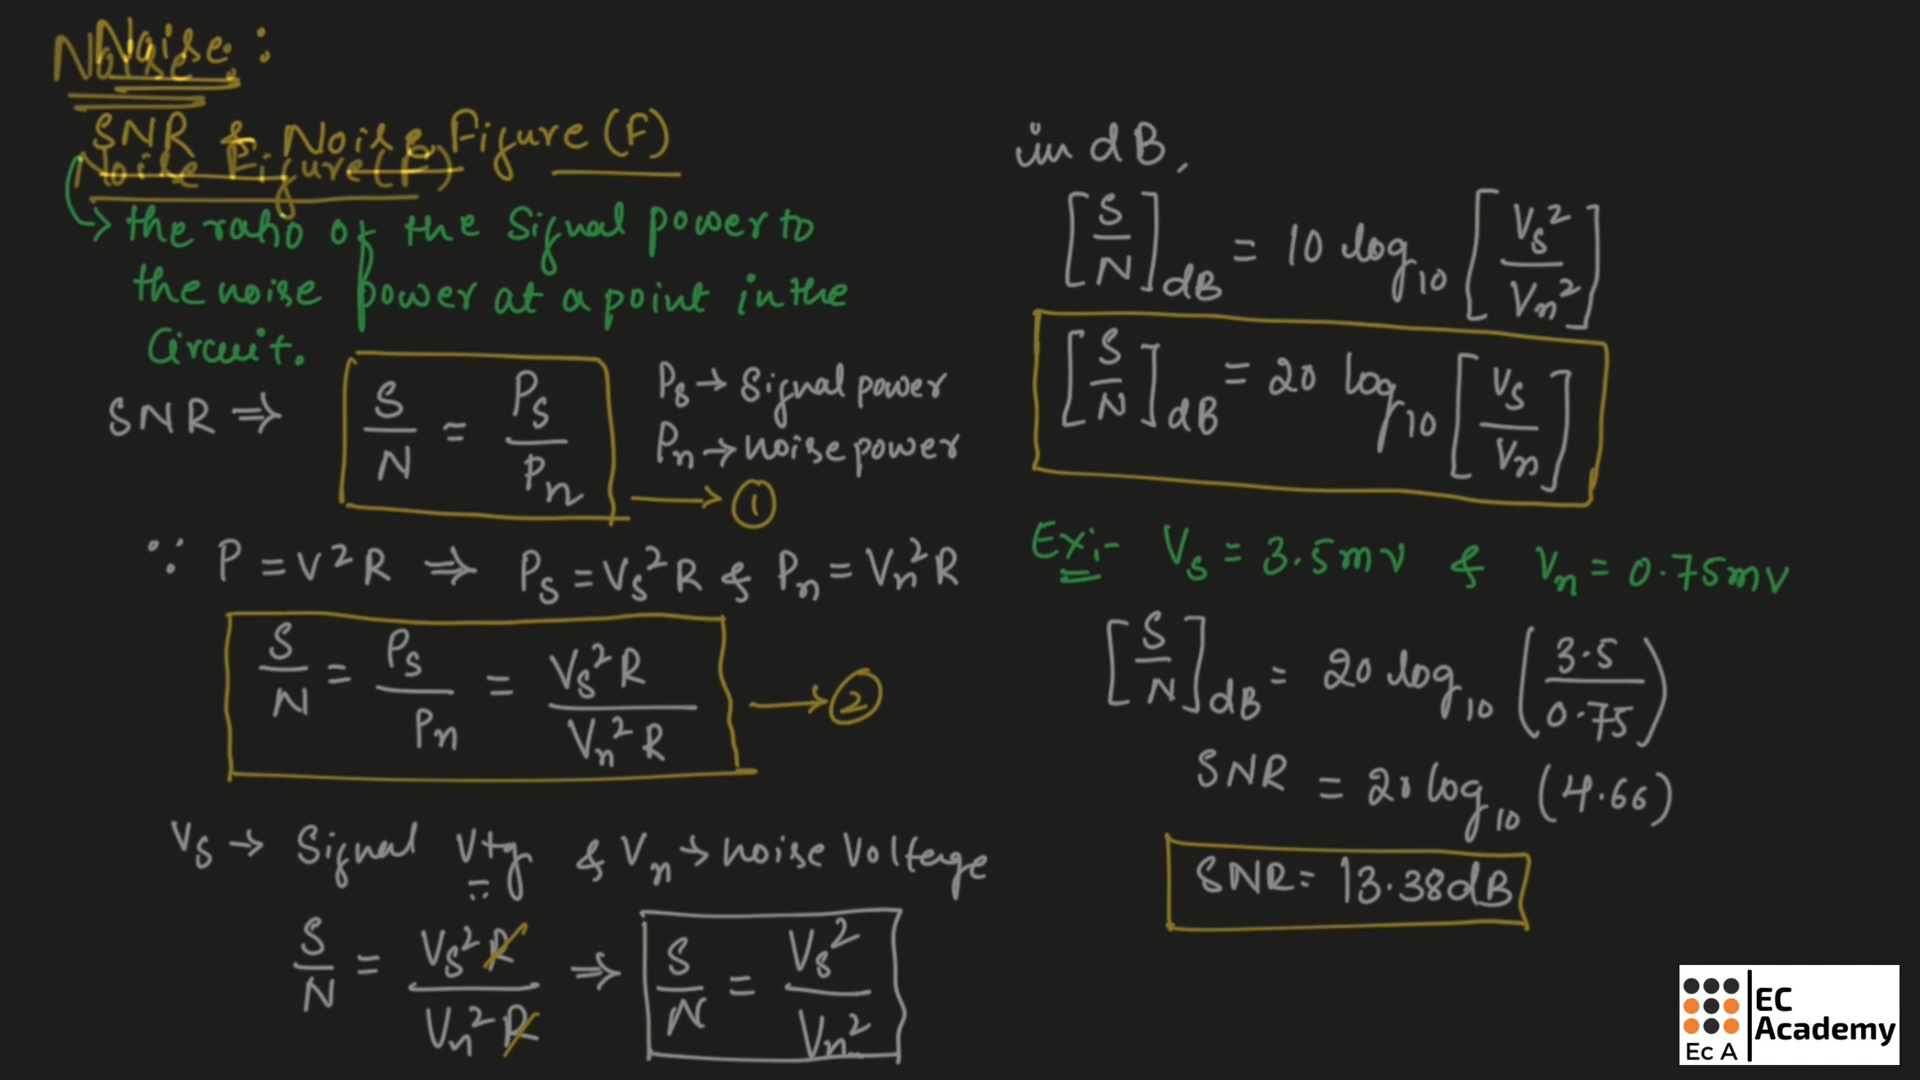 Noise:
Noise:
SNR & Noise Figure (F)
Noise Figure (F)
→ the ratio of the Signal power to
the noise power at a point in the
Circuit.
SNR ⇒ S/N = Ps/Pn → ①
Ps → Signal power
Pn → noise power
∵ P = V²R ⇒ Ps = Vs²R & Pn = Vn²R
S/N = Ps/Pn = Vs²R/Vn²R → ②
Vs → Signal Vtg & Vn → noise Voltage
S/N = Vs²R/Vn²R ⇒ S/N = Vs²/Vn²
in dB,
[S/N]dB = 10 log10 [Vs²/Vn²]
[S/N]dB = 20 log10 [Vs/Vn]
Ex:- Vs = 3.5mv & Vn = 0.75mv
[S/N]dB = 20 log10 (3.5/0.75)
SNR = 20 log10 (4.66)
SNR = 13.38dB
EC
Academy
Ec A